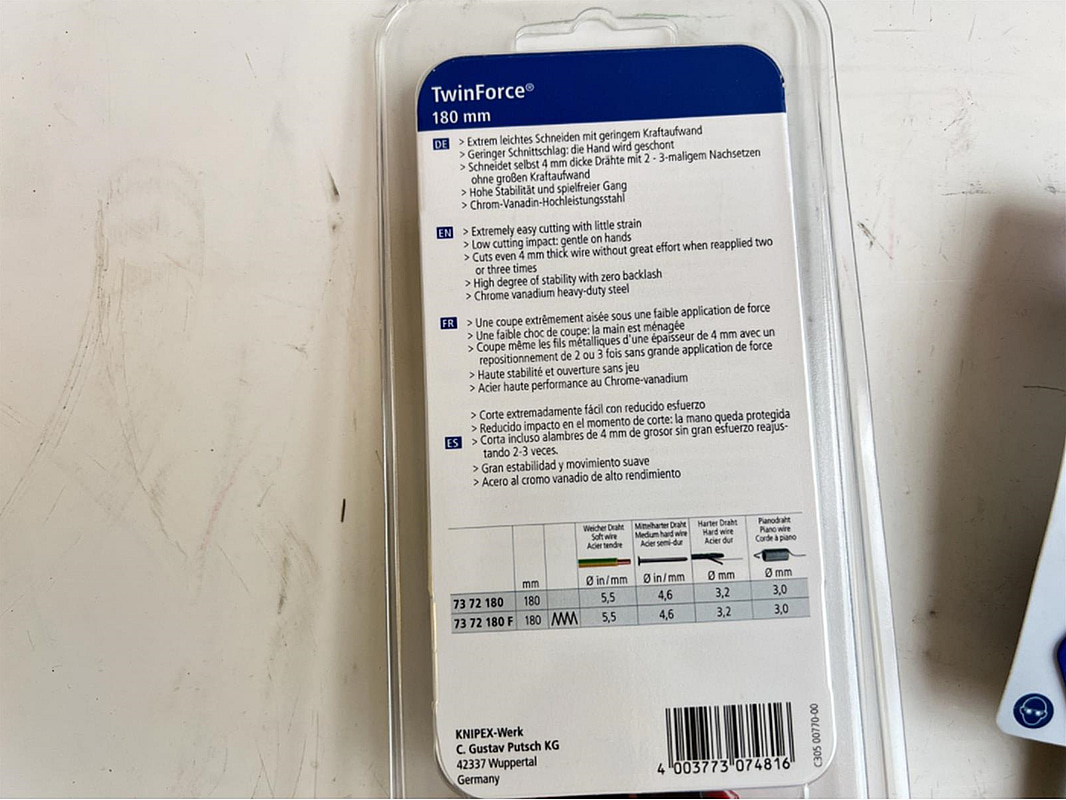 TwinForce®
180 mm
DE
> Extrem leichtes Schneiden mit geringem Kraftaufwand
> Geringer Schnittschlag: die Hand wird geschont
> Schneidet selbst 4 mm dicke Drähte mit 2 - 3-maligem Nachsetzen
ohne großen Kraftaufwand
> Hohe Stabilität und spielfreier Gang
> Chrom-Vanadin-Hochleistungsstahl
EN
> Extremely easy cutting with little strain
> Low cutting impact: gentle on hands
> Cuts even 4 mm thick wire without great effort when reapplied two
or three times
> High degree of stability with zero backlash
> Chrome vanadium heavy-duty steel
FR
> Une coupe extrêmement aisée sous une faible application de force
> Une faible choc de coupe: la main est ménagée
> Coupe même les fils métalliques d'une épaisseur de 4 mm avec un
repositionnement de 2 ou 3 fois sans grande application de force
> Haute stabilité et ouverture sans jeu
> Acier haute performance au Chrome-vanadium
ES
> Corte extremadamente fácil con reducido esfuerzo
> Reducido impacto en el momento de corte: la mano queda protegida
> Corta incluso alambres de 4 mm de grosor sin gran esfuerzo reajus-
tando 2-3 veces.
> Gran estabilidad y movimiento suave
> Acero al cromo vanadio de alto rendimiento
Weicher Draht Mittelharter Draht Harter Draht Pianodraht
Soft wire Medium hard wire Hard wire Piano wire
Acier tendre Acier semi-dur Acier dur Corde à piano
mm Ø in/mm Ø in/mm Ø mm Ø mm
73 72 180 180 5,5 4,6 3,2 3,0
73 72 180 F 180 5,5 4,6 3,2 3,0
KNIPEX-Werk
C. Gustav Putsch KG
42337 Wuppertal
Germany
4 003773 074816
C305 00770-00